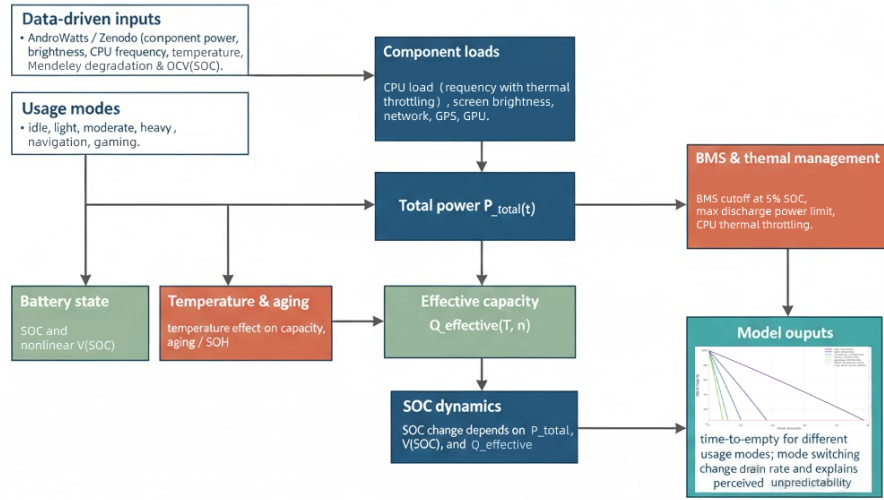 Data-driven inputs
• AndroWatts / Zenodo (component power,
brightness, CPU frequency, temperature,
Mendeley degradation & OCV(SOC).
Usage modes
• idle, light, moderate, heavy ,
navigation, gaming.
Component loads
CPU load （requency with thermal
throttling）, screen brightness,
network, GPS, GPU.
Total power P_total(t)
BMS & themal management
BMS cutoff at 5% SOC,
max discharge power limit,
CPU thermal throttling.
Battery state
SOC and
nonlinear V(SOC)
Temperature & aging
temperature effect on capacity,
aging / SOH
Effective capacity
Q_effective(T, n)
SOC dynamics
SOC change depends on P_total,
V(SOC), and Q_effective
Model ouputs
time-to-empty for different
usage modes; mode switching
change drain rate and explains
perceived unpredictability